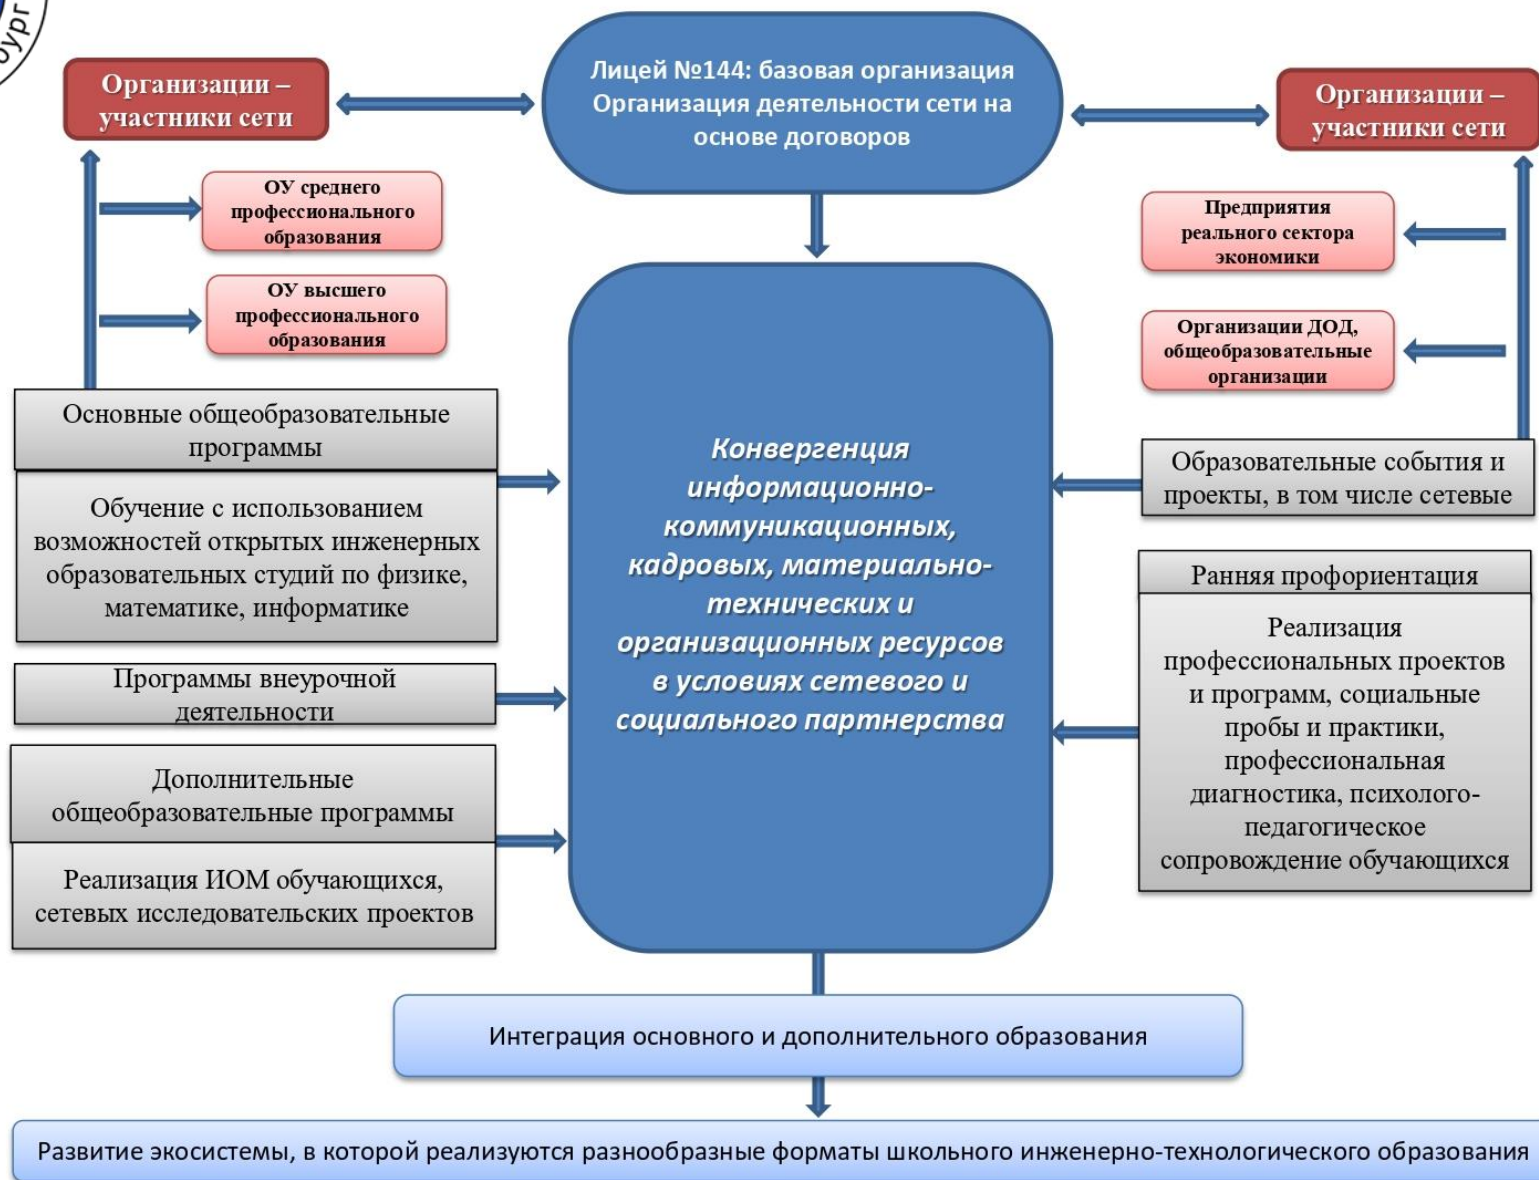 Лицей №144: базовая организация
Организация деятельности сети на
основе договоров
Организации –
участники сети
Организации –
участники сети
ОУ среднего
профессионального
образования
ОУ высшего
профессионального
образования
Предприятия
реального сектора
экономики
Организации ДОД,
общеобразовательные
организации
Основные общеобразовательные
программы
Обучение с использованием
возможностей открытых инженерных
образовательных студий по физике,
математике, информатике
Программы внеурочной
деятельности
Дополнительные
общеобразовательные программы
Реализация ИОМ обучающихся,
сетевых исследовательских проектов
Конвергенция
информационно-
коммуникационных,
кадровых, материально-
технических и
организационных ресурсов
в условиях сетевого и
социального партнерства
Образовательные события и
проекты, в том числе сетевые
Ранняя профориентация
Реализация
профессиональных проектов
и программ, социальные
пробы и практики,
профессиональная
диагностика, психолого-
педагогическое
сопровождение обучающихся
Интеграция основного и дополнительного образования
Развитие экосистемы, в которой реализуются разнообразные форматы школьного инженерно-технологического образования